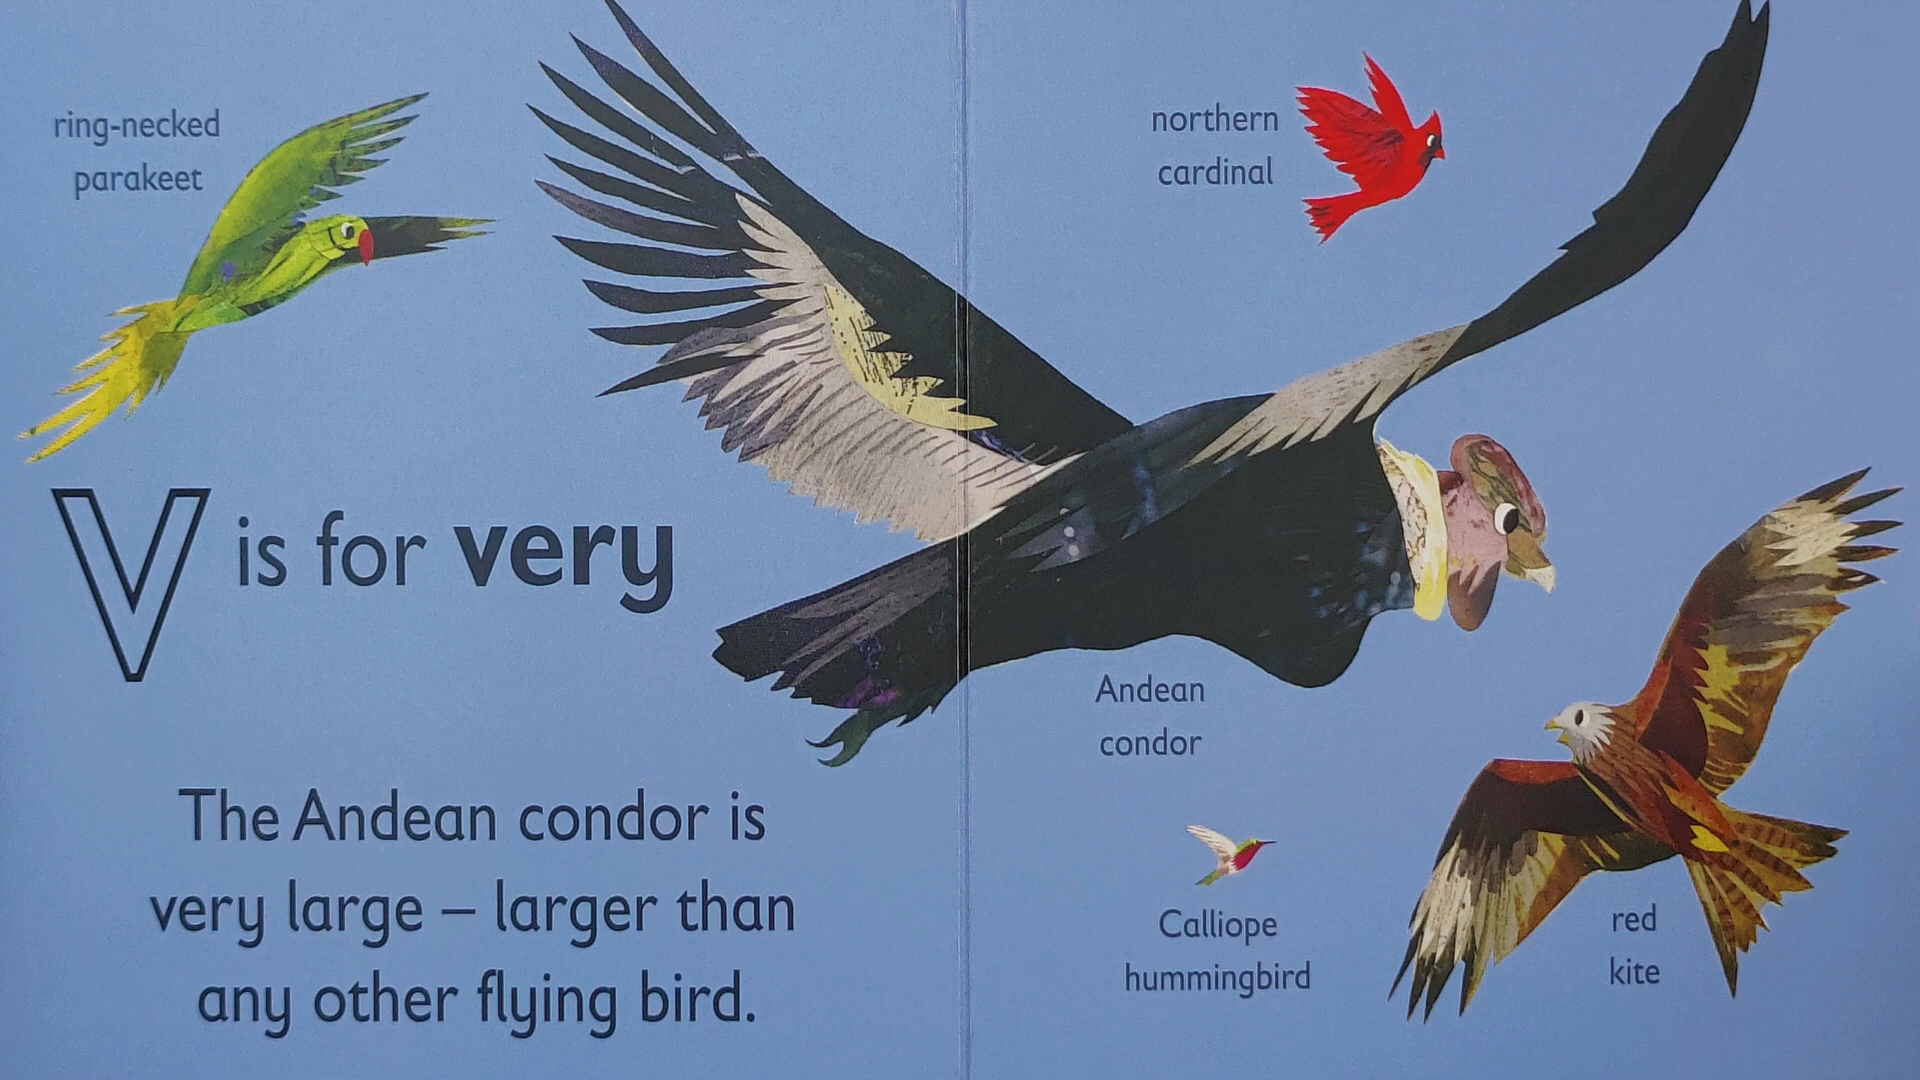 ring-necked
parakeet
V is for very
The Andean condor is
very large – larger than
any other flying bird.
northern
cardinal
Andean
condor
Calliope
hummingbird
red
kite